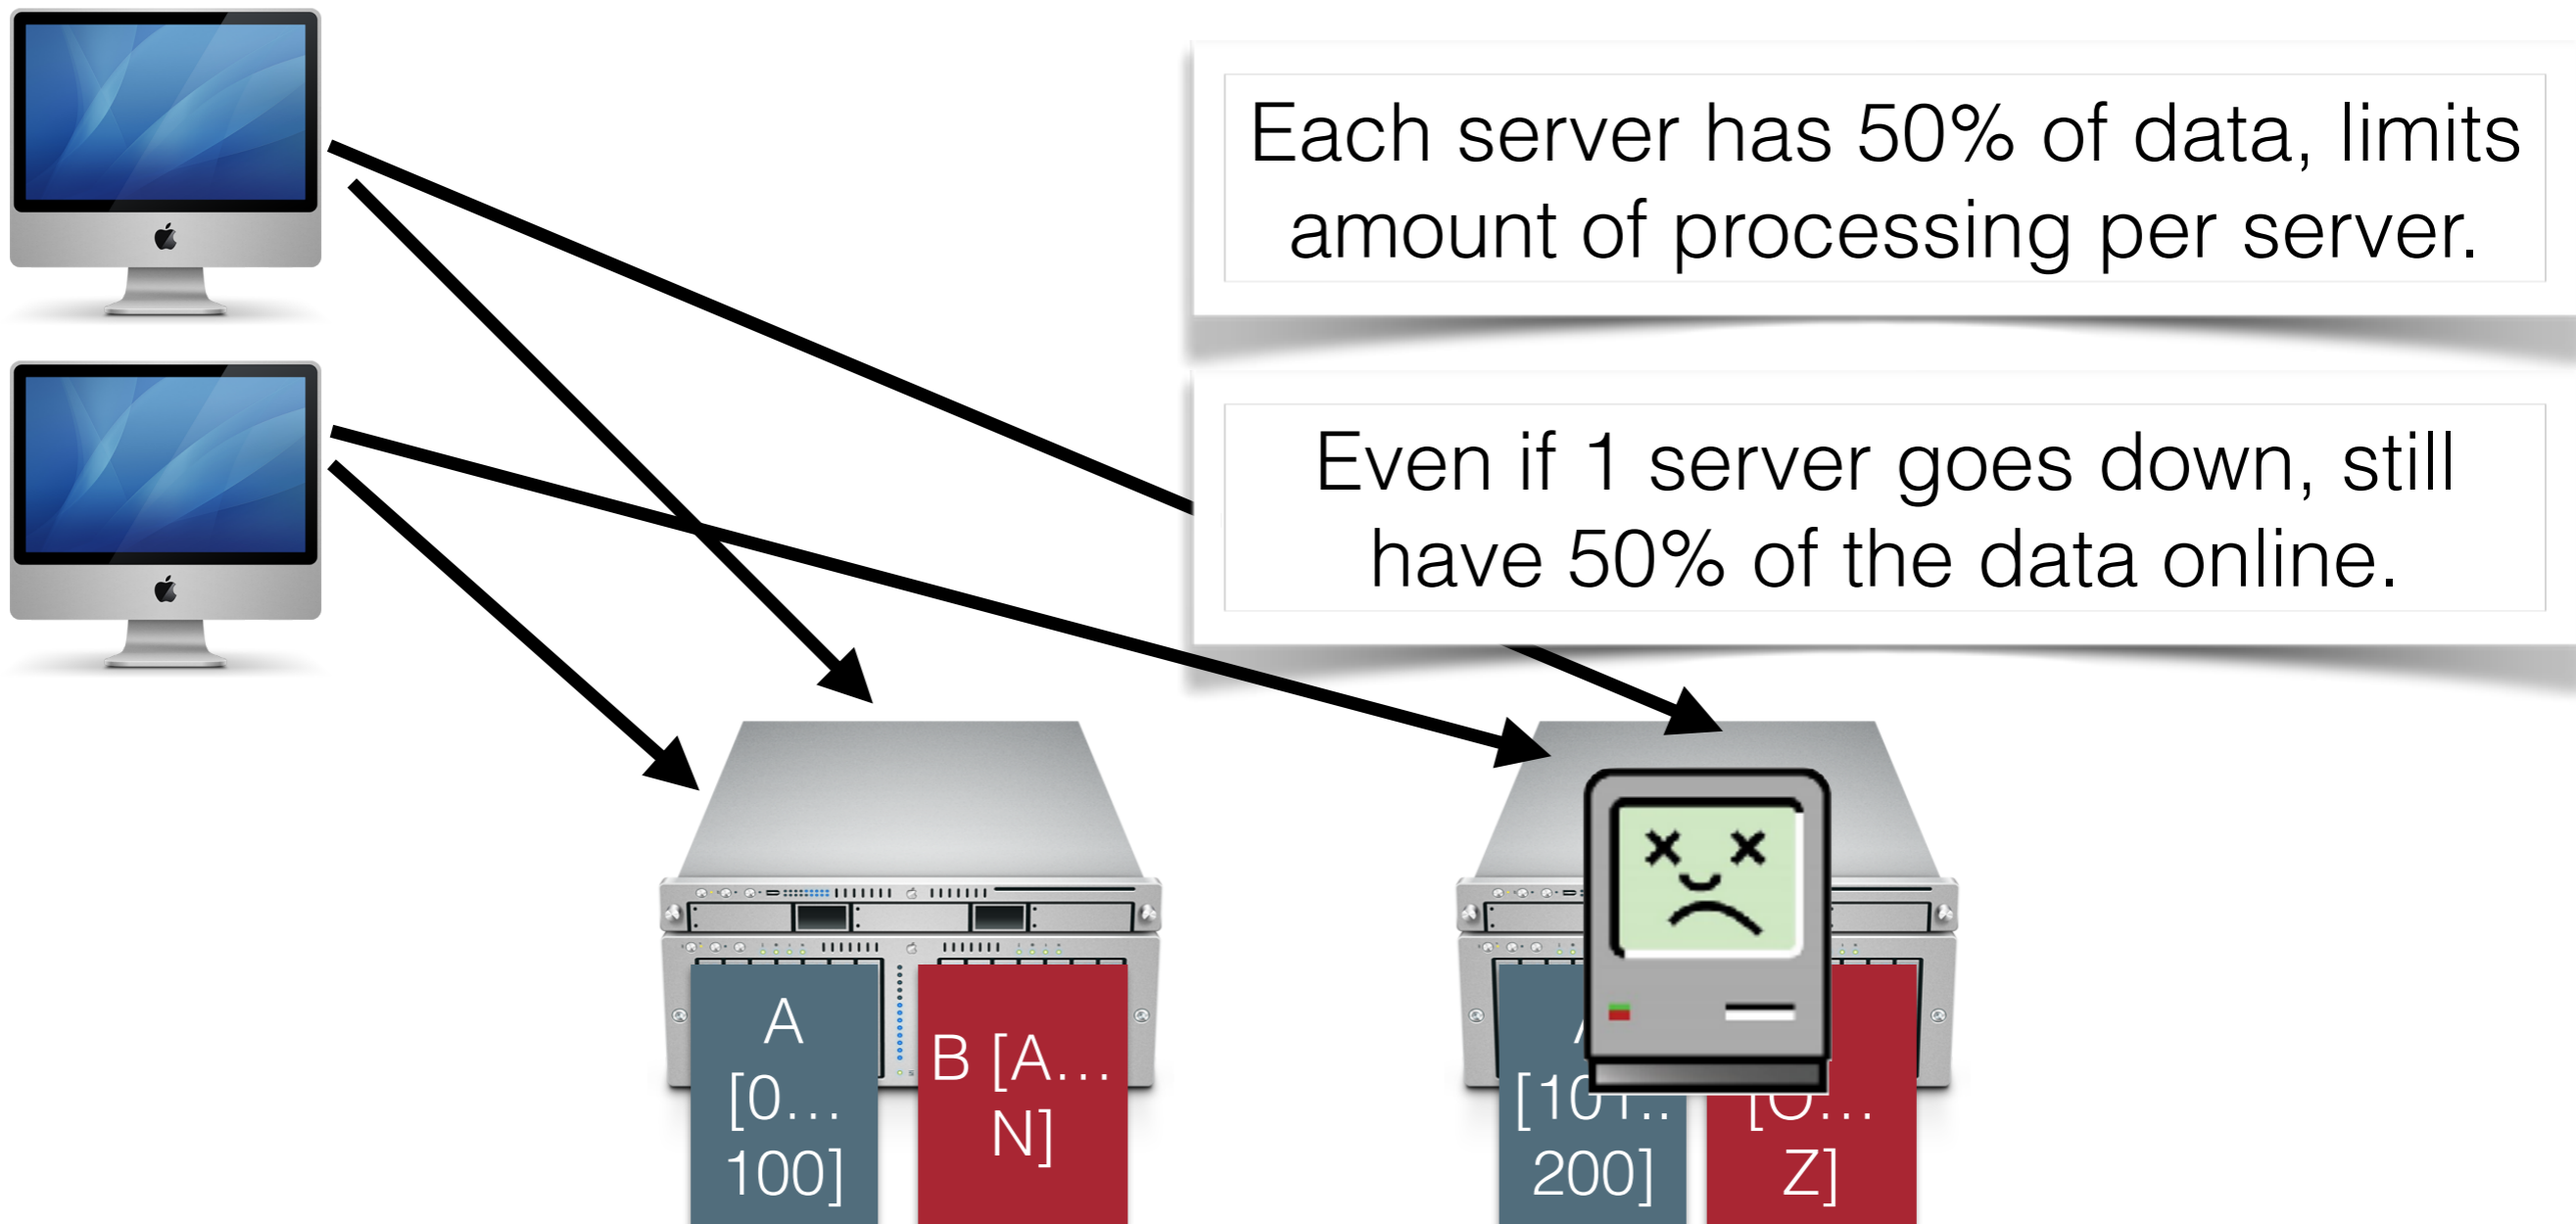 Each server has 50% of data, limits
amount of processing per server.
Even if 1 server goes down, still
have 50% of the data online.
A
[0…
100]
B [A…
N]
[101..
200]
[O…
Z]